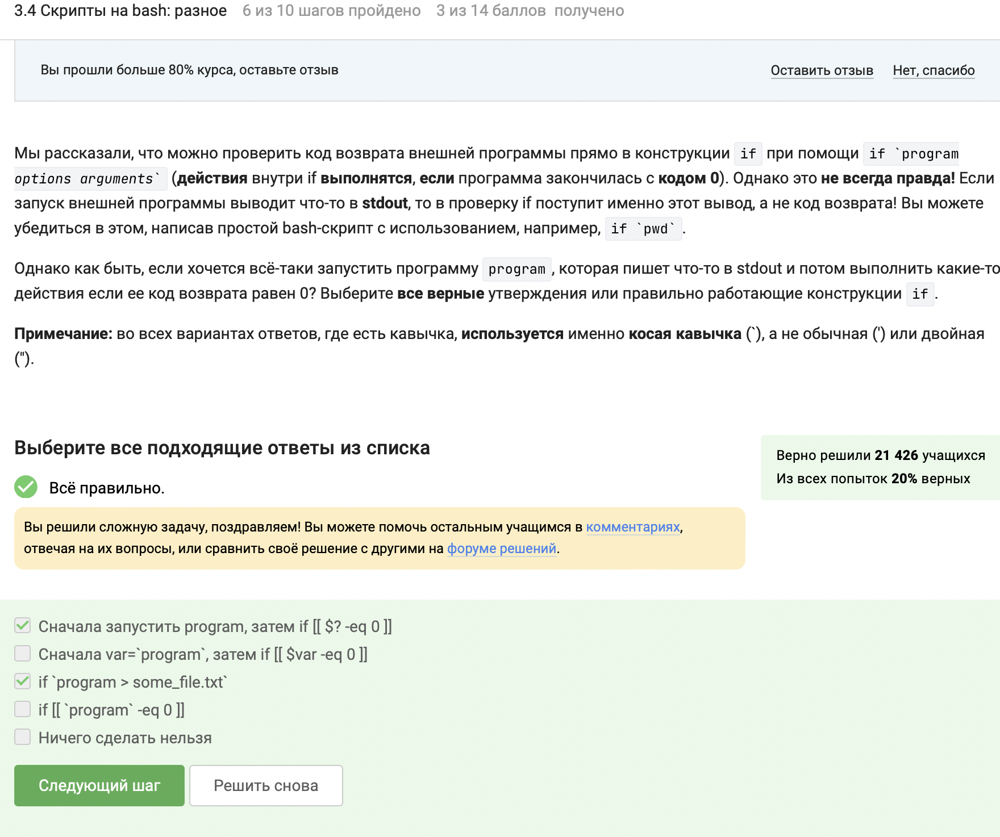 3.4 Скрипты на bash: разное 6 из 10 шагов пройдено 3 из 14 баллов получено
Вы прошли больше 80% курса, оставьте отзыв Оставить отзыв Нет, спасибо
Мы рассказали, что можно проверить код возврата внешней программы прямо в конструкции if при помощи if `program
options arguments` (действия внутри if выполнятся, если программа закончилась с кодом 0). Однако это не всегда правда! Если
запуск внешней программы выводит что-то в stdout, то в проверку if поступит именно этот вывод, а не код возврата! Вы можете
убедиться в этом, написав простой bash-скрипт с использованием, например, if `pwd`.
Однако как быть, если хочется всё-таки запустить программу program, которая пишет что-то в stdout и потом выполнить какие-то
действия если ее код возврата равен 0? Выберите все верные утверждения или правильно работающие конструкции if.
Примечание: во всех вариантах ответов, где есть кавычка, используется именно косая кавычка (`), а не обычная (') или двойная
(").
Выберите все подходящие ответы из списка
Верно решили 21 426 учащихся
Из всех попыток 20% верных
Всё правильно.
Вы решили сложную задачу, поздравляем! Вы можете помочь остальным учащимся в комментариях,
отвечая на их вопросы, или сравнить своё решение с другими на форуме решений.
Сначала запустить program, затем if [[ $? -eq 0 ]]
Сначала var=`program`, затем if [[ $var -eq 0 ]]
if `program > some_file.txt`
if [[ `program` -eq 0 ]]
Ничего сделать нельзя
Следующий шаг Решить снова